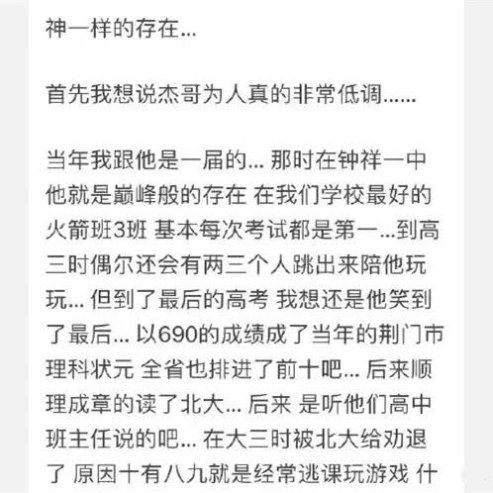 神一样的存在...
首先我想说杰哥为人真的非常低调......
当年我跟他是一届的... 那时在钟祥一中
他就是巅峰般的存在 在我们学校最好的
火箭班3班 基本每次考试都是第一...到高
三时偶尔还会有两三个人跳出来陪他玩
玩... 但到了最后的高考 我想还是他笑到
了最后... 以690的成绩成了当年的荆门市
理科状元 全省也排进了前十吧... 后来顺
理成章的读了北大... 后来 是听他们高中
班主任说的吧... 在大三时被北大给劝退
了 原因十有八九就是经常逃课玩游戏 什